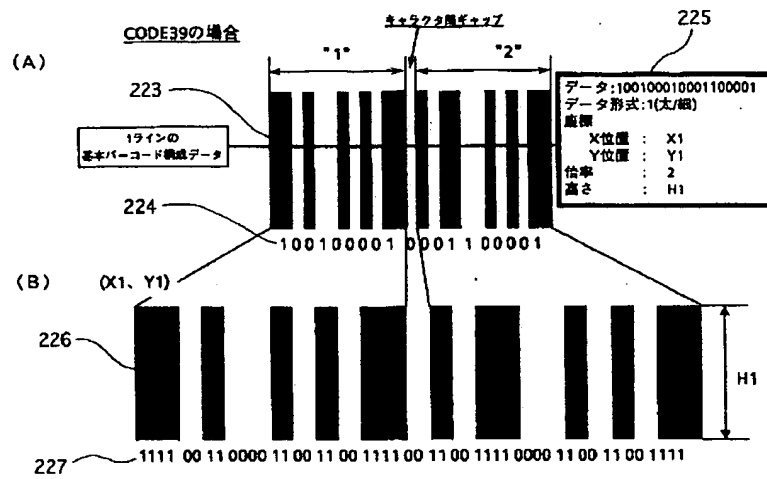 CODE39の場合
キャラクタ間ギャップ
225
(A)
"1"
"2"
223
データ:1001000010001100001
データ形式:1(太/細)
座標
X位置 : X1
Y位置 : Y1
倍率 : 2
高さ : H1
1ラインの
基本バーコード構成データ
224
100100001 0 001100001
(B)
(X1、Y1)
226
H1
1111 00 11 0000 11 00 11 00 1111 00 11 00 1111 0000 11 00 11 00 1111
227